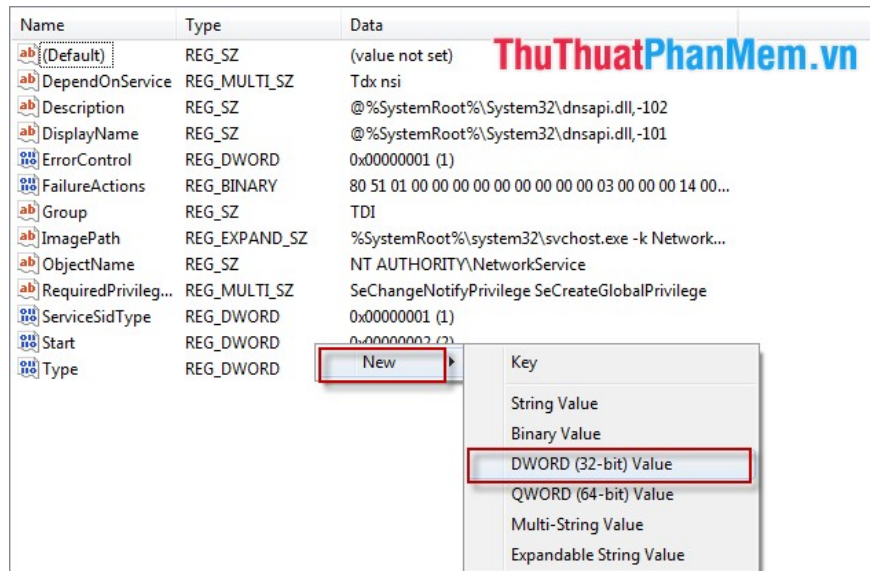 Name Type Data
ThuThuatPhanMem.vn
(Default) REG_SZ (value not set)
DependOnService REG_MULTI_SZ Tdx nsi
Description REG_SZ @%SystemRoot%\System32\dnsapi.dll,-102
DisplayName REG_SZ @%SystemRoot%\System32\dnsapi.dll,-101
ErrorControl REG_DWORD 0x00000001 (1)
FailureActions REG_BINARY 80 51 01 00 00 00 00 00 00 00 00 00 03 00 00 00 14 00...
Group REG_SZ TDI
ImagePath REG_EXPAND_SZ %SystemRoot%\system32\svchost.exe -k Network...
ObjectName REG_SZ NT AUTHORITY\NetworkService
RequiredPrivileg... REG_MULTI_SZ SeChangeNotifyPrivilege SeCreateGlobalPrivilege
ServiceSidType REG_DWORD 0x00000001 (1)
Start REG_DWORD 0x00000002 (2)
Type REG_DWORD
New
Key
String Value
Binary Value
DWORD (32-bit) Value
QWORD (64-bit) Value
Multi-String Value
Expandable String Value